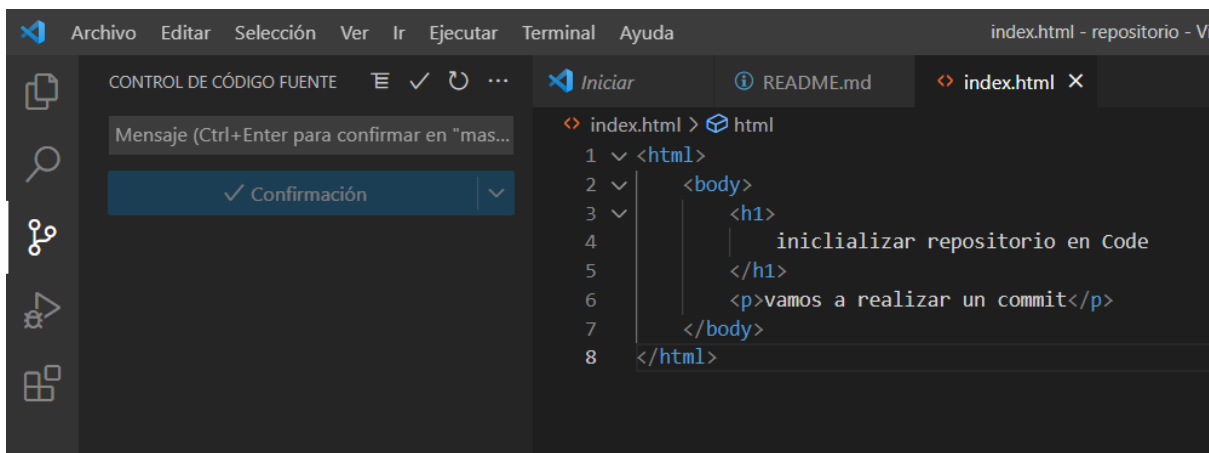 Archivo Editar Selección Ver Ir Ejecutar Terminal Ayuda index.html - repositorio - Vi
CONTROL DE CÓDIGO FUENTE
Mensaje (Ctrl+Enter para confirmar en "mas...
Confirmación
Iniciar README.md index.html
index.html > html
1 <html>
2 <body>
3 <h1>
4 iniclializar repositorio en Code
5 </h1>
6 <p>vamos a realizar un commit</p>
7 </body>
8 </html>